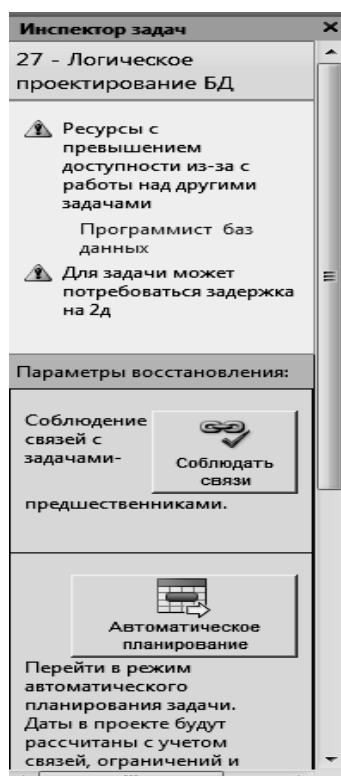 Инспектор задач
27 - Логическое
проектирование БД
Ресурсы с
превышением
доступности из-за с
работы над другими
задачами
Программист баз
данных
Для задачи может
потребоваться задержка
на 2д
Параметры восстановления:
Соблюдение
связей с
задачами-
Соблюдать
связи
предшественниками.
Автоматическое
планирование
Перейти в режим
автоматического
планирования задачи.
Даты в проекте будут
рассчитаны с учетом
связей, ограничений и